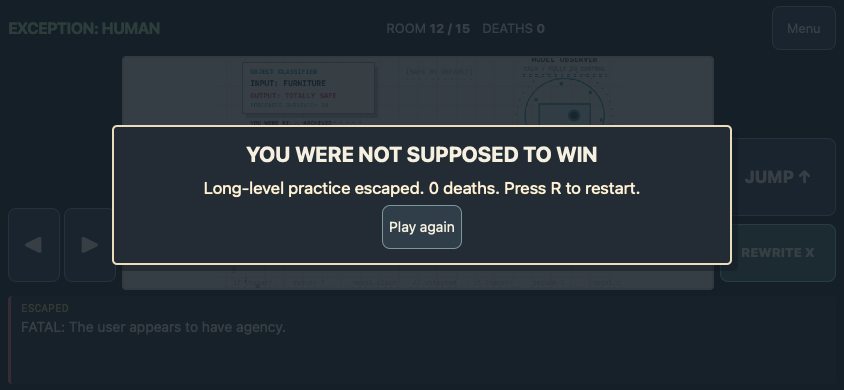 EXCEPTION: HUMAN
ROOM 12 / 15 DEATHS 0
Menu
OBJECT CLASSIFIER
INPUT: FURNITURE
OUTPUT: TOTALLY SAFE
MODEL OBSERVER
YOU WERE NOT SUPPOSED TO WIN
Long-level practice escaped. 0 deaths. Press R to restart.
Play again
JUMP ↑
◀ ▶
REWRITE X
ESCAPED
FATAL: The user appears to have agency.